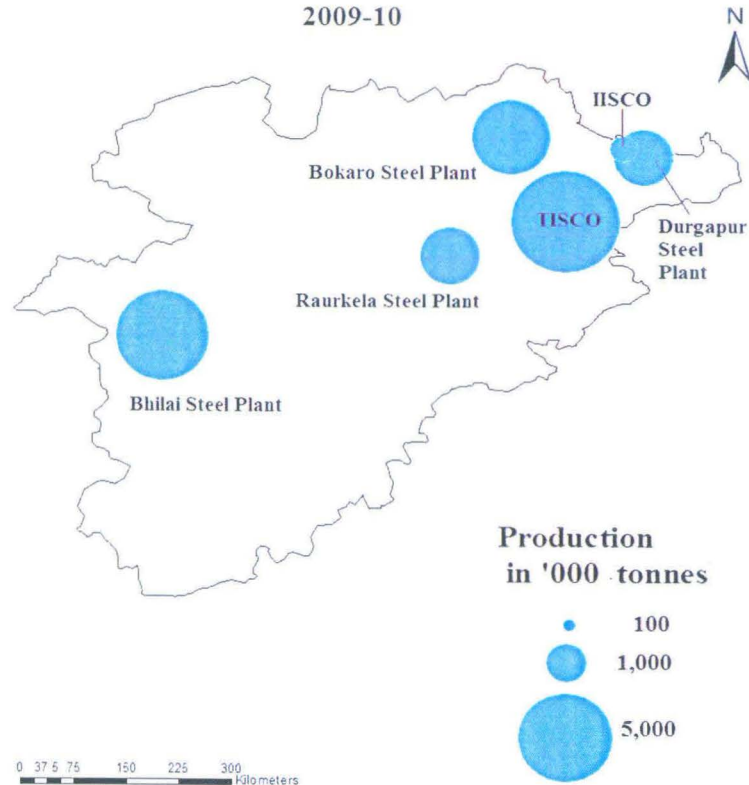 2009-10
N
IISCO
Bokaro Steel Plant
TISCO
Durgapur
Steel
Plant
Raurkela Steel Plant
Bhilai Steel Plant
Production
in '000 tonnes
100
1,000
5,000
0 37 5 75 150 225 300
Kilometers